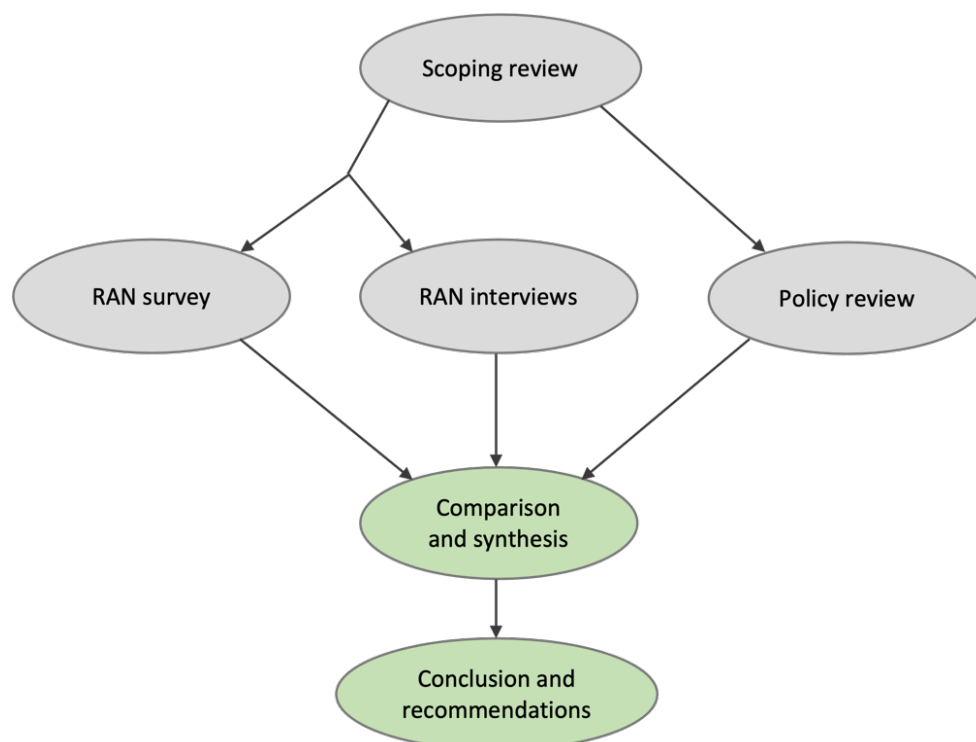 Scoping review
RAN survey
RAN interviews
Policy review
Comparison
and synthesis
Conclusion and
recommendations